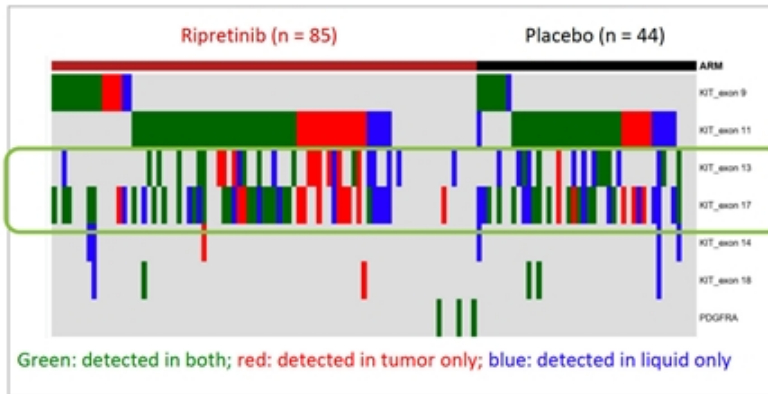 Ripretinib (n = 85)
Placebo (n = 44)
ARM
KIT_exon 9
KIT_exon 11
KIT_exon 13
KIT_exon 17
KIT_exon 14
KIT_exon 18
PDGFRA
Green: detected in both; red: detected in tumor only; blue: detected in liquid only